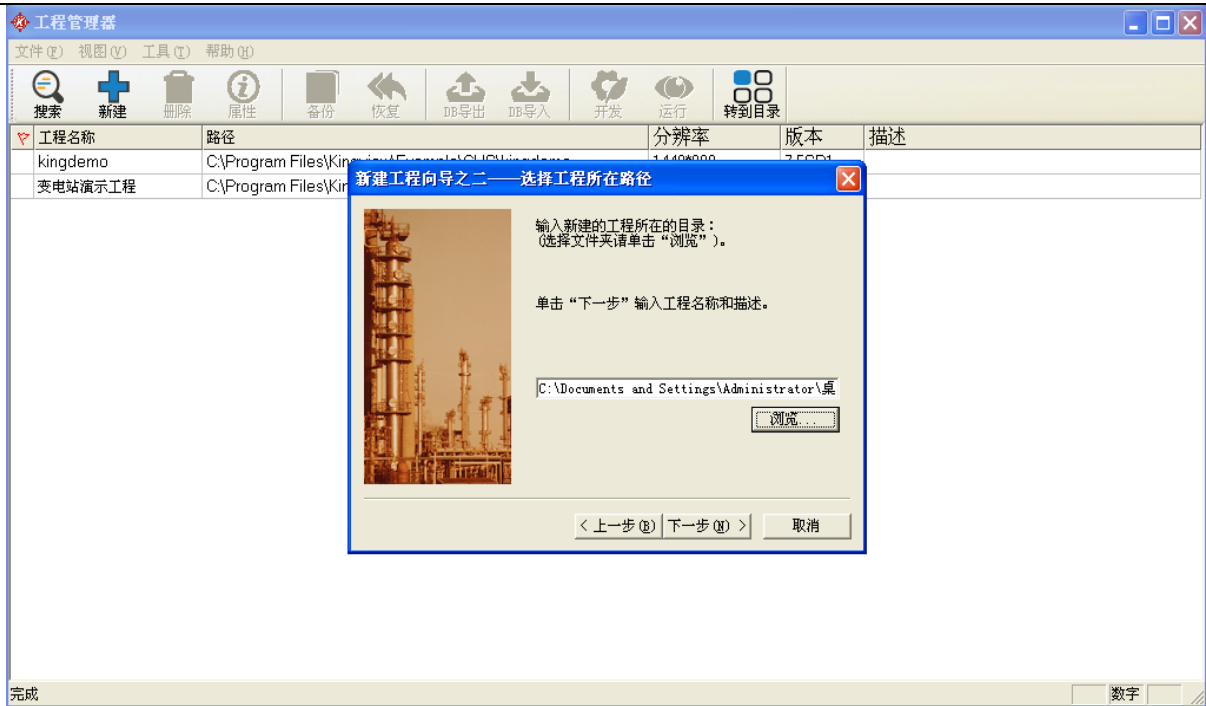 工程管理器
文件(F) 视图(V) 工具(T) 帮助(H)
搜索 新建 删除 属性 备份 恢复 DB导出 DB导入 开发 运行 转到目录
工程名称 路径 分辨率 版本 描述
kingdemo C:\Program Files\Kin
变电站演示工程 C:\Program Files\Kin
新建工程向导之二——选择工程所在路径
输入新建的工程所在的目录：
(选择文件夹请单击“浏览”)。
单击“下一步”输入工程名称和描述。
C:\Documents and Settings\Administrator\桌
浏览...
< 上一步(B) 下一步(N) > 取消
完成 数字